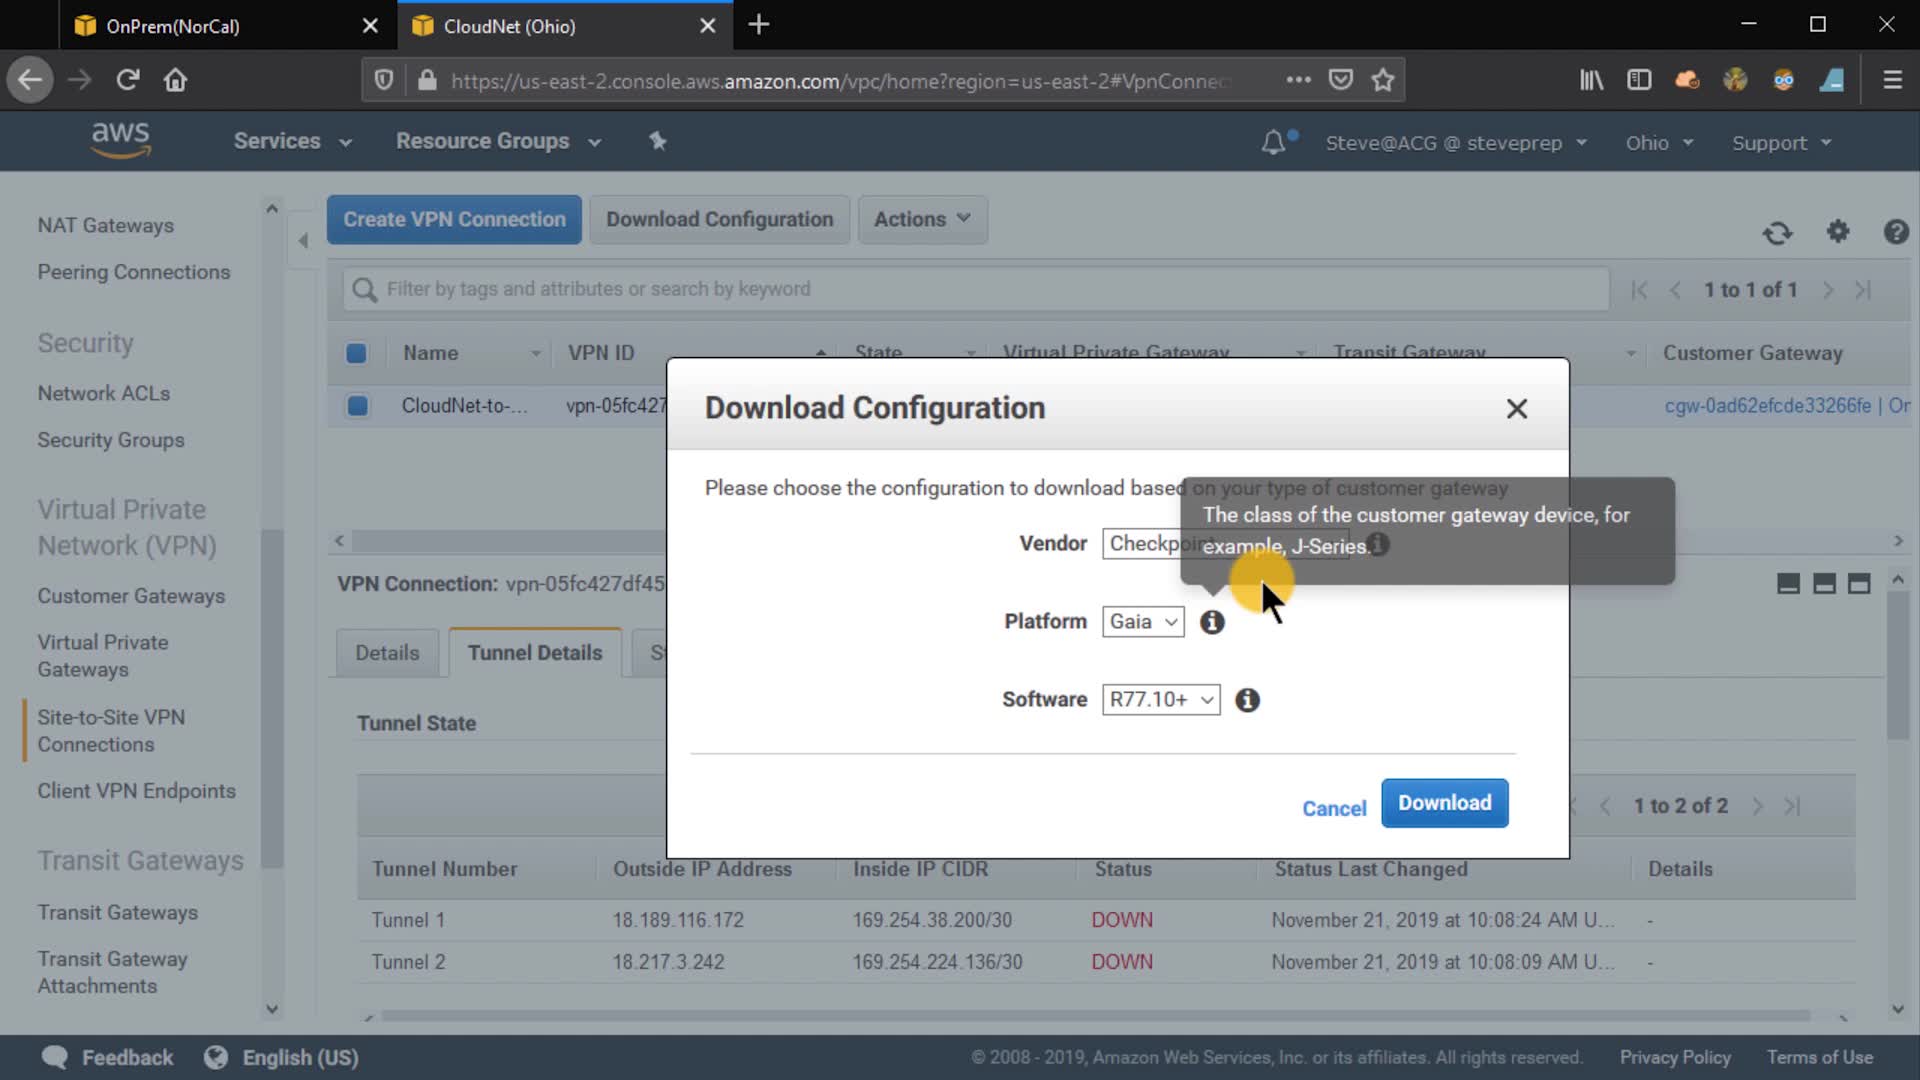 OnPrem(NorCal)
CloudNet (Ohio)
https://us-east-2.console.aws.amazon.com/vpc/home?region=us-east-2#VpnConnec
aws
Services
Resource Groups
Steve@ACG @ steveprep
Ohio
Support
NAT Gateways
Peering Connections
Security
Network ACLs
Security Groups
Virtual Private
Network (VPN)
Customer Gateways
Virtual Private
Gateways
Site-to-Site VPN
Connections
Client VPN Endpoints
Transit Gateways
Transit Gateways
Transit Gateway
Attachments
Create VPN Connection
Download Configuration
Actions
Filter by tags and attributes or search by keyword
1 to 1 of 1
Name
VPN ID
State
Virtual Private Gateway
Transit Gateway
Customer Gateway
CloudNet-to-...
vpn-05fc427
cgw-0ad62efcde33266fe | On
Download Configuration
Please choose the configuration to download based on your type of customer gateway
The class of the customer gateway device, for
example, J-Series.
Vendor
Checkpoint
Platform
Gaia
Software
R77.10+
Cancel
Download
VPN Connection: vpn-05fc427df45
Details
Tunnel Details
Tunnel State
1 to 2 of 2
Tunnel Number
Outside IP Address
Inside IP CIDR
Status
Status Last Changed
Details
Tunnel 1
18.189.116.172
169.254.38.200/30
DOWN
November 21, 2019 at 10:08:24 AM U...
-
Tunnel 2
18.217.3.242
169.254.224.136/30
DOWN
November 21, 2019 at 10:08:09 AM U...
-
Feedback
English (US)
© 2008 - 2019, Amazon Web Services, Inc. or its affiliates. All rights reserved.
Privacy Policy
Terms of Use